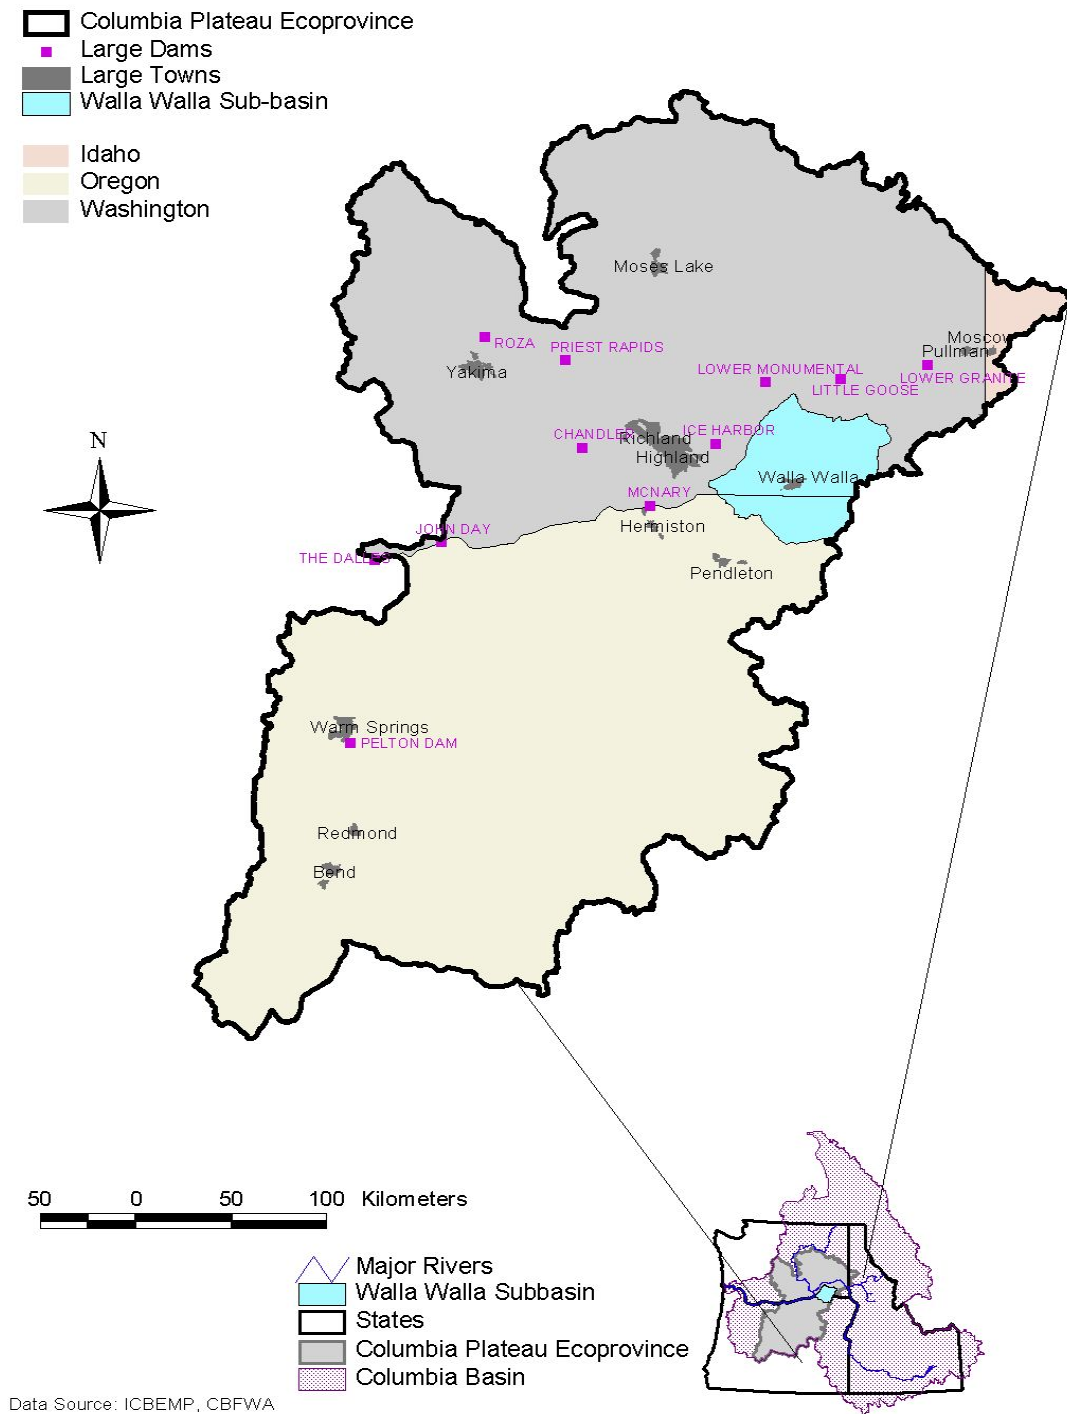 Columbia Plateau Ecoprovince
Large Dams
Large Towns
Walla Walla Sub-basin
Idaho
Oregon
Washington
Moses Lake
ROZA
PRIEST RAPIDS
Moscow
Pullman
Yakima
LOWER MONUMENTAL
LOWER GRANITE
LITTLE GOOSE
CHANDLER
Richland
ICE HARBOR
Highland
Walla Walla
N
MCNARY
Hermiston
JOHN DAY
THE DALLES
Pendleton
Warm Springs
PELTON DAM
Redmond
Bend
50 0 50 100 Kilometers
Major Rivers
Walla Walla Subbasin
States
Columbia Plateau Ecoprovince
Columbia Basin
Data Source: ICBEMP, CBFWA